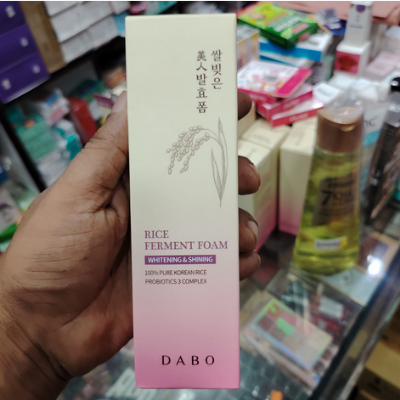 쌀빚은
美人발효폼
RICE
FERMENT FOAM
WHITENING & SHINING
100% PURE KOREAN RICE
PROBIOTICS 3 COMPLEX
DABO